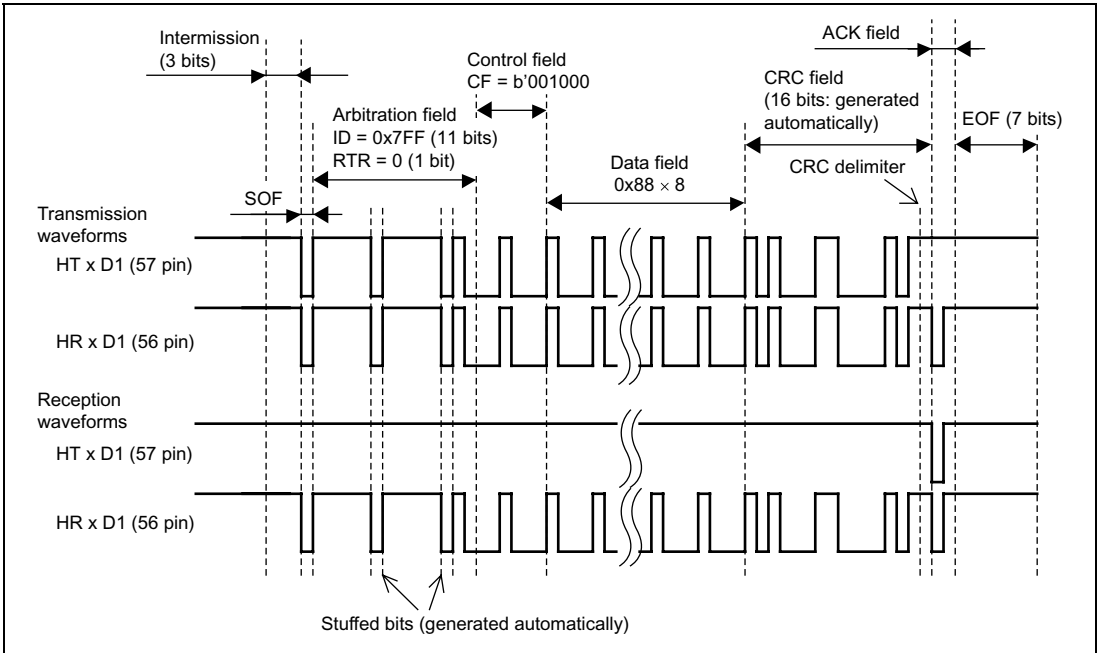 Intermission
(3 bits)
Control field
CF = b'001000
ACK field
CRC field
(16 bits: generated
automatically)
EOF (7 bits)
Arbitration field
ID = 0x7FF (11 bits)
RTR = 0 (1 bit)
Data field
0x88 × 8
CRC delimiter
SOF
Transmission
waveforms
HT x D1 (57 pin)
HR x D1 (56 pin)
Reception
waveforms
HT x D1 (57 pin)
HR x D1 (56 pin)
Stuffed bits (generated automatically)